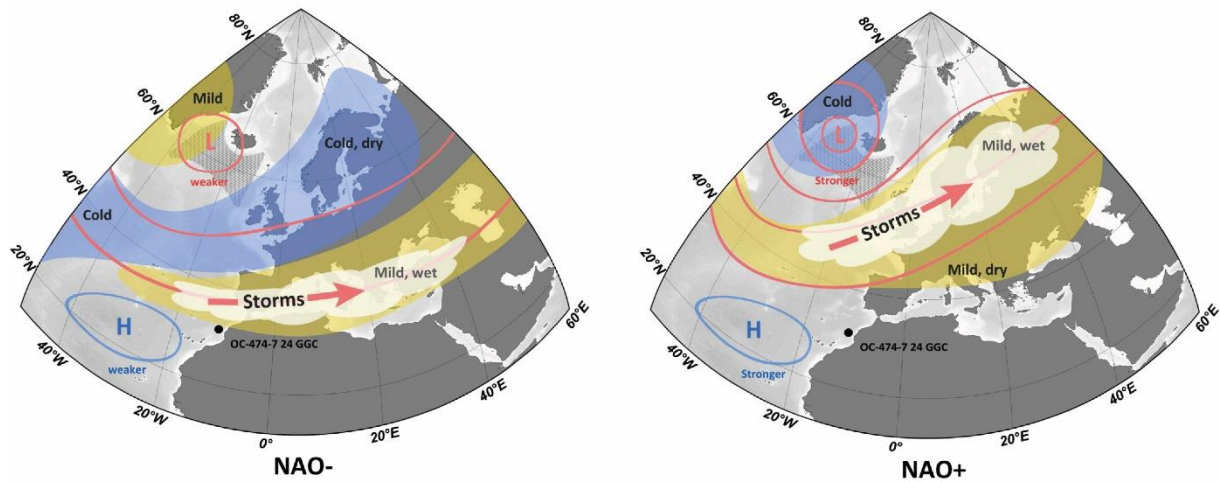 80°N
60°N
40°N
20°N
Mild
L
weaker
Cold, dry
Cold
Mild, wet
Storms
H
weaker
OC-474-7 24 GGC
40°W
20°W
0°
20°E
40°E
60°E
NAO-
80°N
60°N
40°N
20°N
Cold
L
Stronger
Mild, wet
Storms
Mild, dry
H
Stronger
OC-474-7 24 GGC
40°W
20°W
0°
20°E
40°E
60°E
NAO+